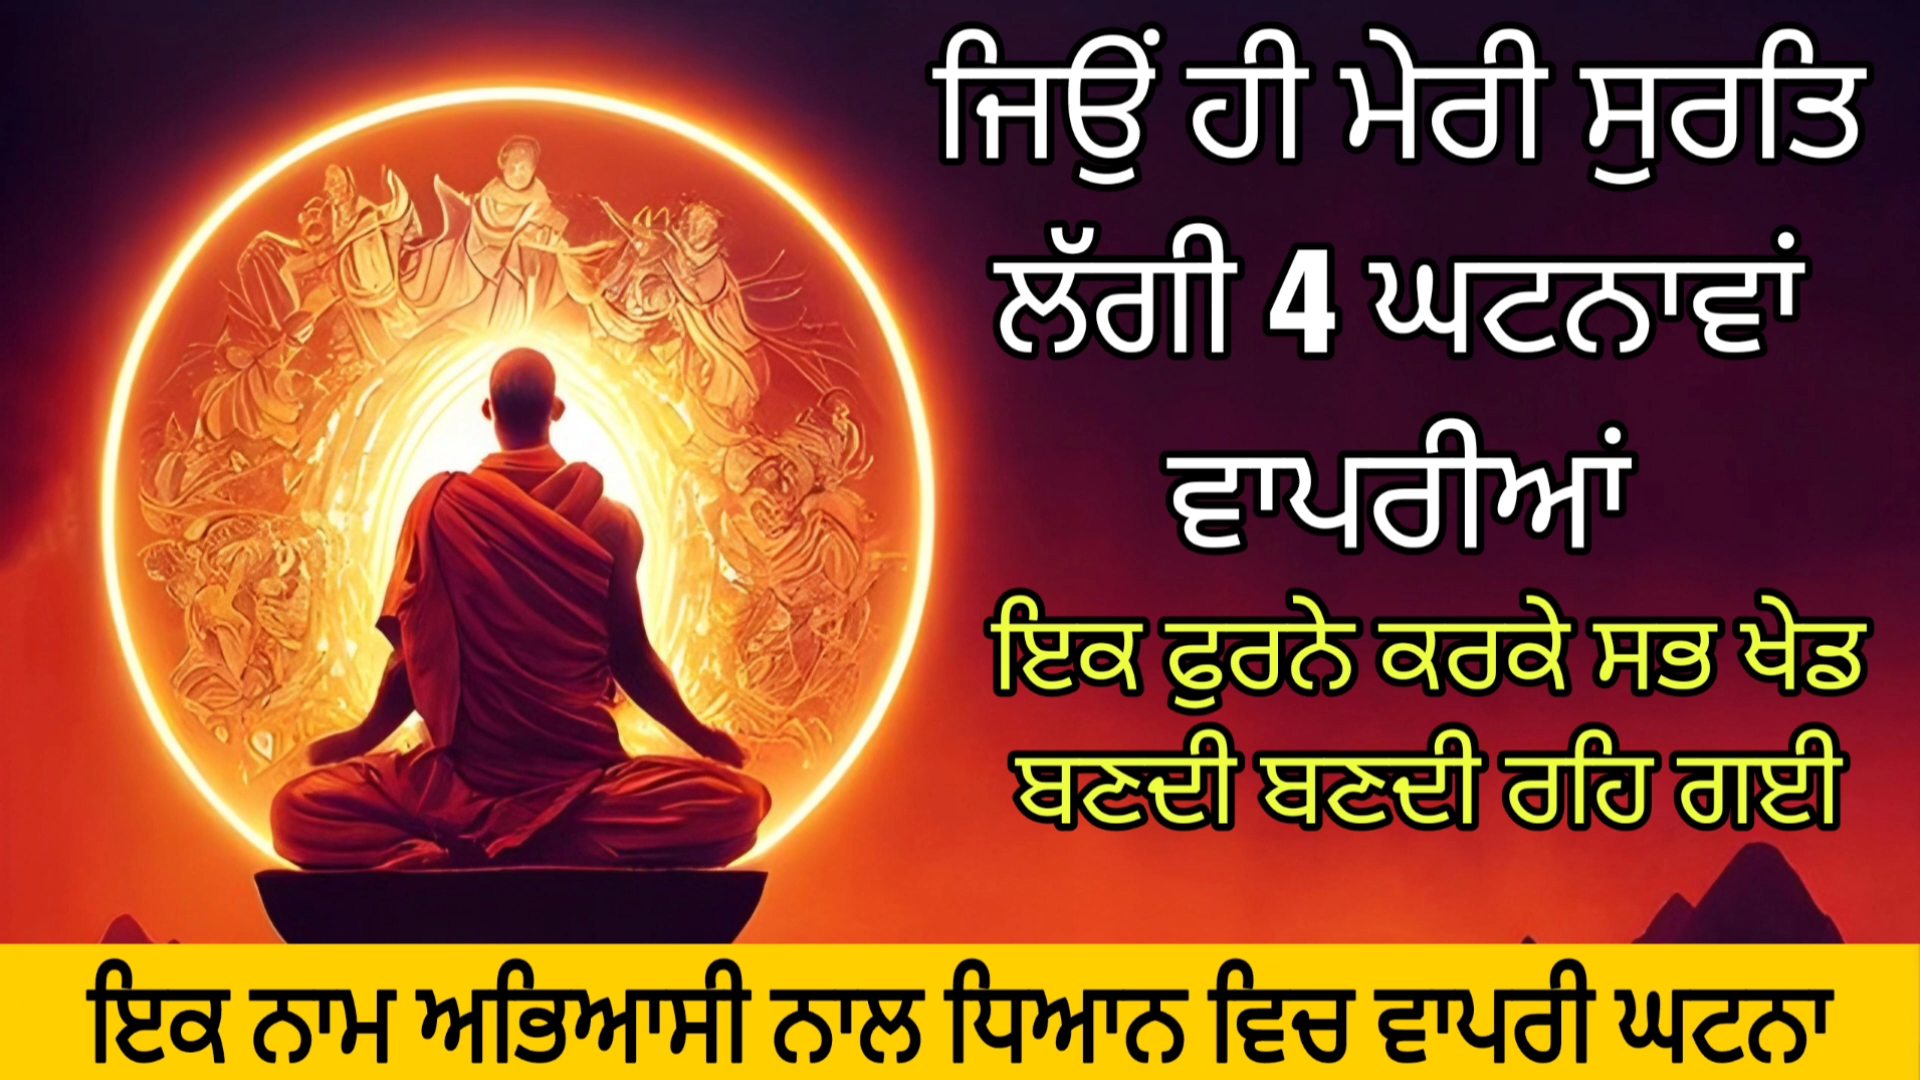 ਜਿਉਂ ਹੀ ਮੇਰੀ ਸੁਰਤਿ
ਲੱਗੀ 4 ਘਟਨਾਵਾਂ
ਵਾਪਰੀਆਂ
ਇਕ ਫੁਰਨੇ ਕਰਕੇ ਸਭ ਖੇਡ
ਬਣਦੀ ਬਣਦੀ ਰਹਿ ਗਈ
ਇਕ ਨਾਮ ਅਭਿਆਸੀ ਨਾਲ ਧਿਆਨ ਵਿਚ ਵਾਪਰੀ ਘਟਨਾ